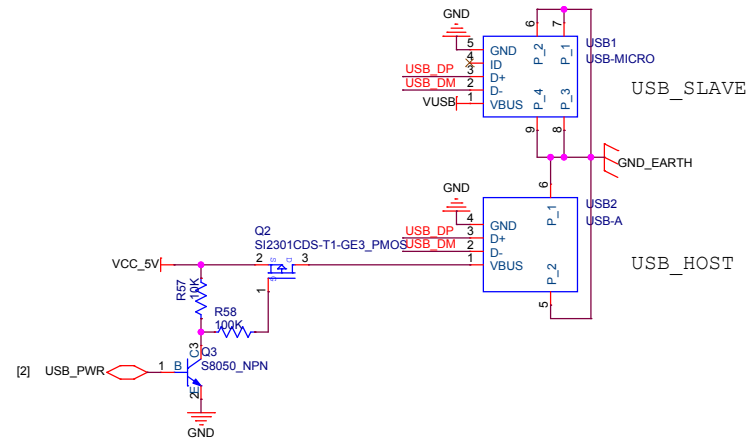 GND
6
7
USB1
USB-MICRO
5
GND
P_2
P_1
4
ID
USB_DP
3
D+
USB_DM
2
D-
VUSB
1
VBUS
P_4
P_3
USB_SLAVE
9
8
GND_EARTH
GND
6
USB2
USB-A
4
GND
P_1
USB_DP
3
D+
USB_DM
2
D-
1
VBUS
P_2
USB_HOST
5
Q2
SI2301CDS-T1-GE3_PMOS
VCC_5V
2
S
D
3
G
1
R57
10K
R58
100K
Q3
S8050_NPN
3
C
[2]
USB_PWR
1
B
2
E
GND